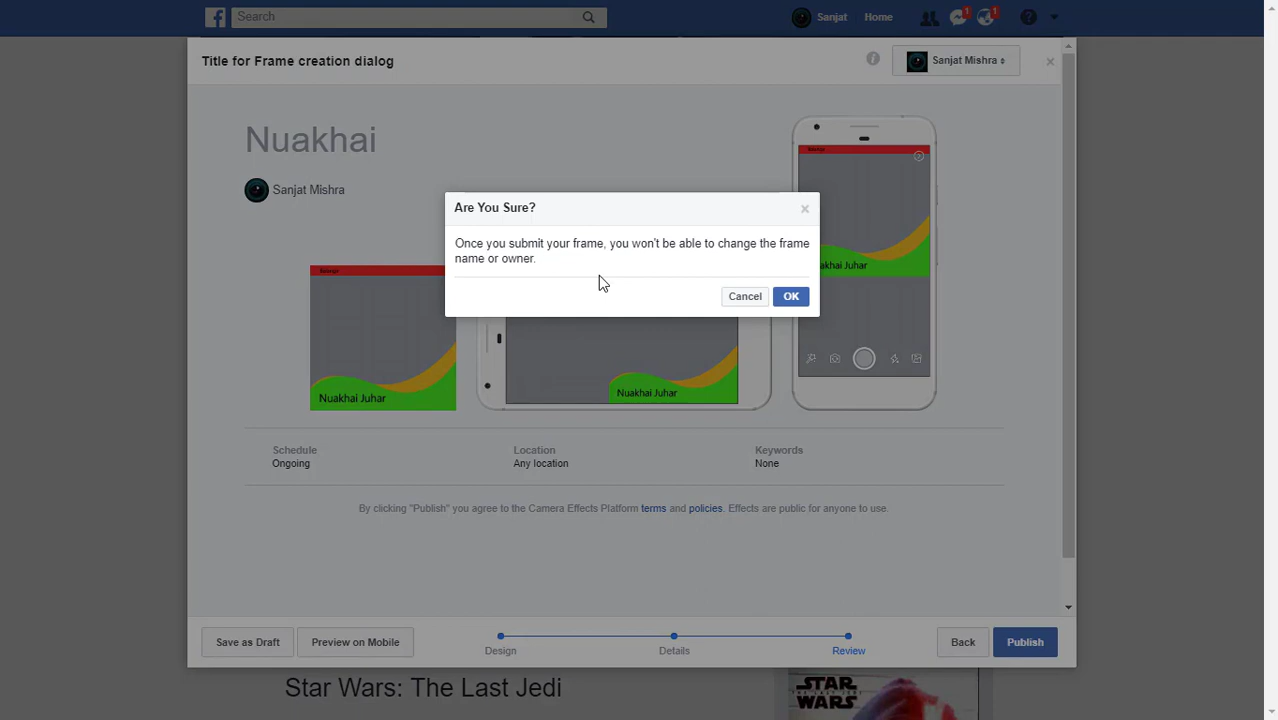 Search
Sanjat
Home
1
1
Title for Frame creation dialog
Sanjat Mishra
Nuakhai
Sanjat Mishra
Are You Sure?
Once you submit your frame, you won't be able to change the frame
name or owner.
Cancel
OK
Juhar
Nuakhai Juhar
Nuakhai Juhar
Schedule
Ongoing
Location
Any location
Keywords
None
By clicking "Publish" you agree to the Camera Effects Platform terms and policies. Effects are public for anyone to use.
Save as Draft
Preview on Mobile
Design
Details
Review
Back
Publish
Star Wars: The Last Jedi
STAR
WARS